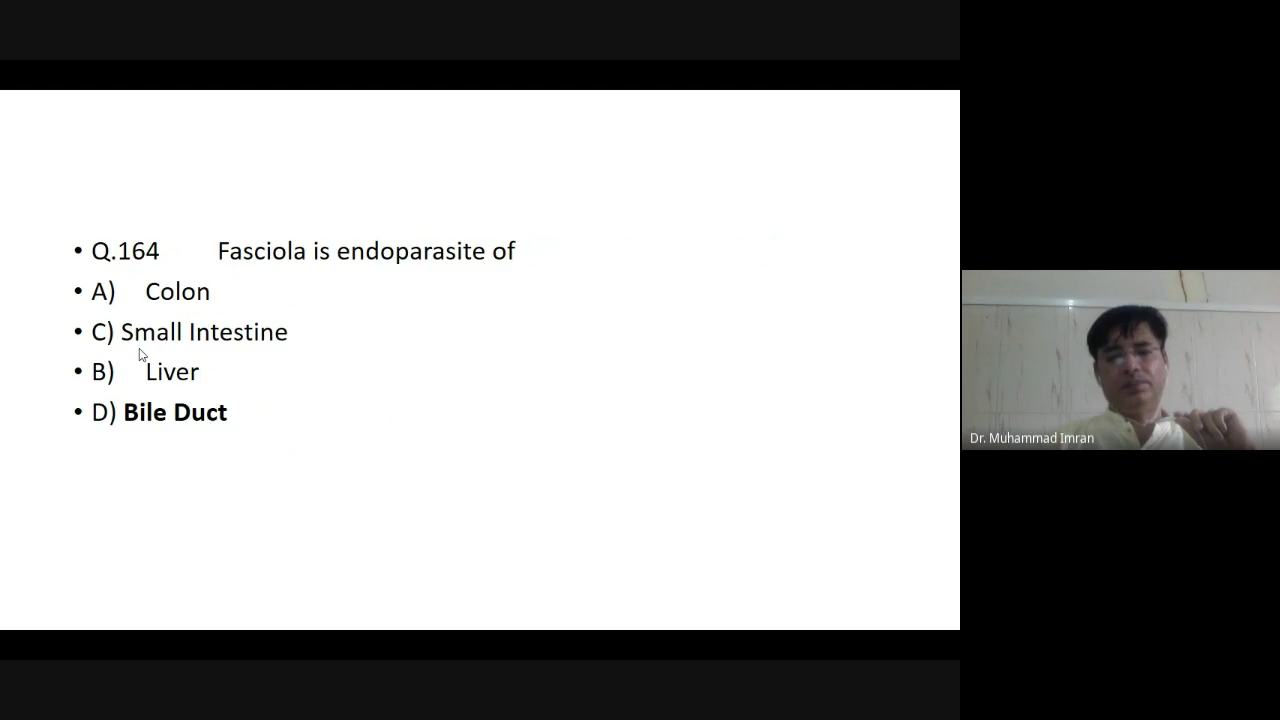 • Q.164 Fasciola is endoparasite of
• A) Colon
• C) Small Intestine
• B) Liver
• D) Bile Duct
Dr. Muhammad Imran